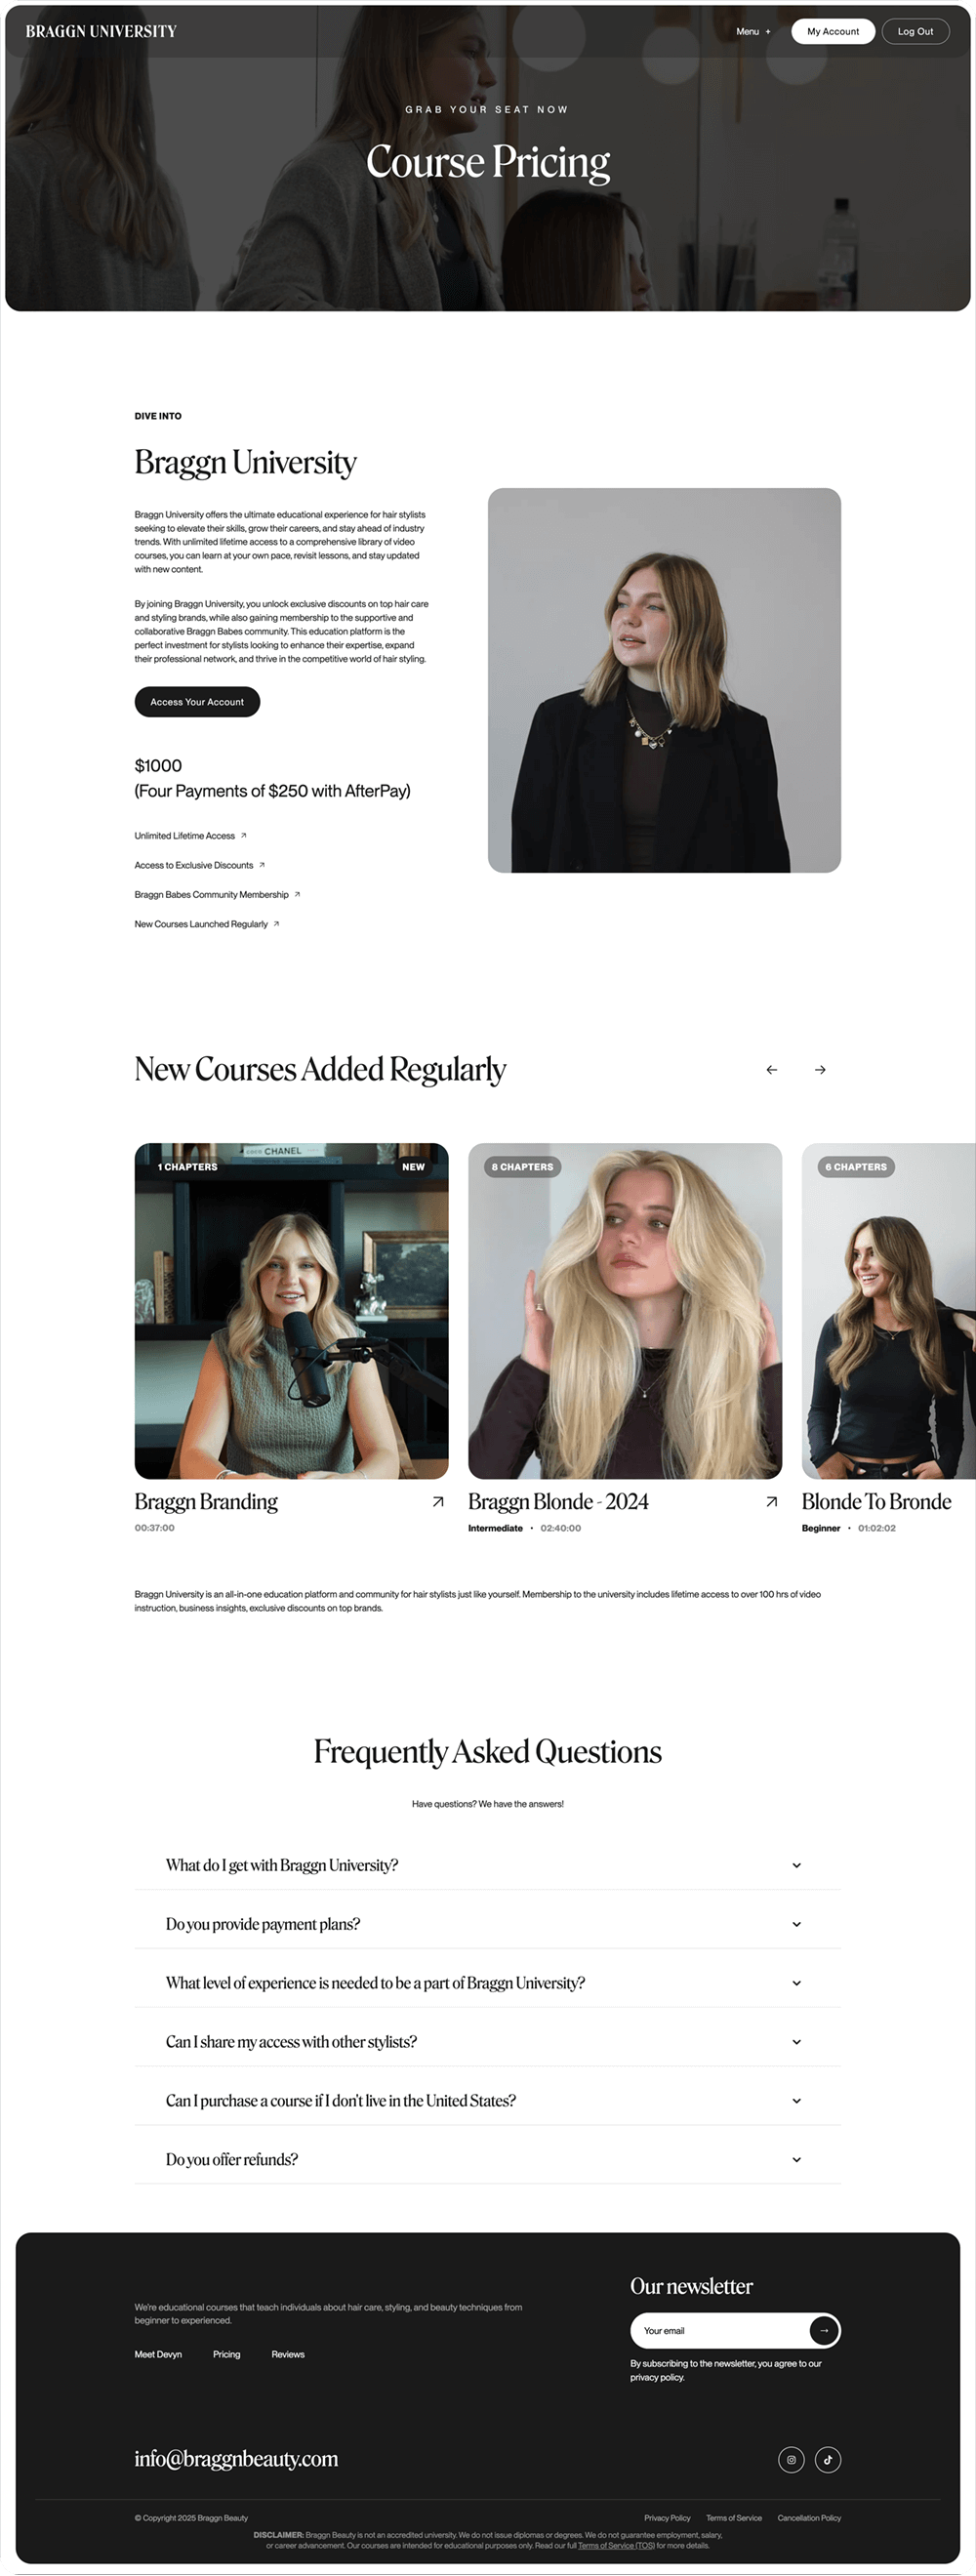 BRAGGN UNIVERSITY
Menu +
My Account
Log Out
GRAB YOUR SEAT NOW
Course Pricing
DIVE INTO
Braggn University
Braggn University offers the ultimate educational experience for hair stylists
seeking to elevate their skills, grow their careers, and stay ahead of industry
trends. With unlimited lifetime access to a comprehensive library of video
courses, you can learn at your own pace, revisit lessons, and stay updated
with new content.
By joining Braggn University, you unlock exclusive discounts on top hair care
and styling brands, while also gaining membership to the supportive and
collaborative Braggn Babes community. This education platform is the
perfect investment for stylists looking to enhance their expertise, expand
their professional network, and thrive in the competitive world of hair styling.
Access Your Account
$1000
(Four Payments of $250 with AfterPay)
Unlimited Lifetime Access
Access to Exclusive Discounts
Braggn Babes Community Membership
New Courses Launched Regularly
New Courses Added Regularly
COCO CHANEL
1 CHAPTERS
NEW
8 CHAPTERS
6 CHAPTERS
Braggn Branding
00:37:00
Braggn Blonde - 2024
Intermediate • 02:40:00
Blonde To Bronde
Beginner • 01:02:02
Braggn University is an all-in-one education platform and community for hair stylists just like yourself. Membership to the university includes lifetime access to over 100 hrs of video
instruction, business insights, exclusive discounts on top brands.
Frequently Asked Questions
Have questions? We have the answers!
What do I get with Braggn University?
Do you provide payment plans?
What level of experience is needed to be a part of Braggn University?
Can I share my access with other stylists?
Can I purchase a course if I don't live in the United States?
Do you offer refunds?
We're educational courses that teach individuals about hair care, styling, and beauty techniques from
beginner to experienced.
Meet Devyn
Pricing
Reviews
Our newsletter
Your email
By subscribing to the newsletter, you agree to our
privacy policy.
info@braggnbeauty.com
© Copyright 2025 Braggn Beauty
Privacy Policy
Terms of Service
Cancellation Policy
DISCLAIMER: Braggn Beauty is not an accredited university. We do not issue diplomas or degrees. We do not guarantee employment, salary,
or career advancement. Our courses are intended for educational purposes only. Read our full Terms of Service (TOS) for more details.